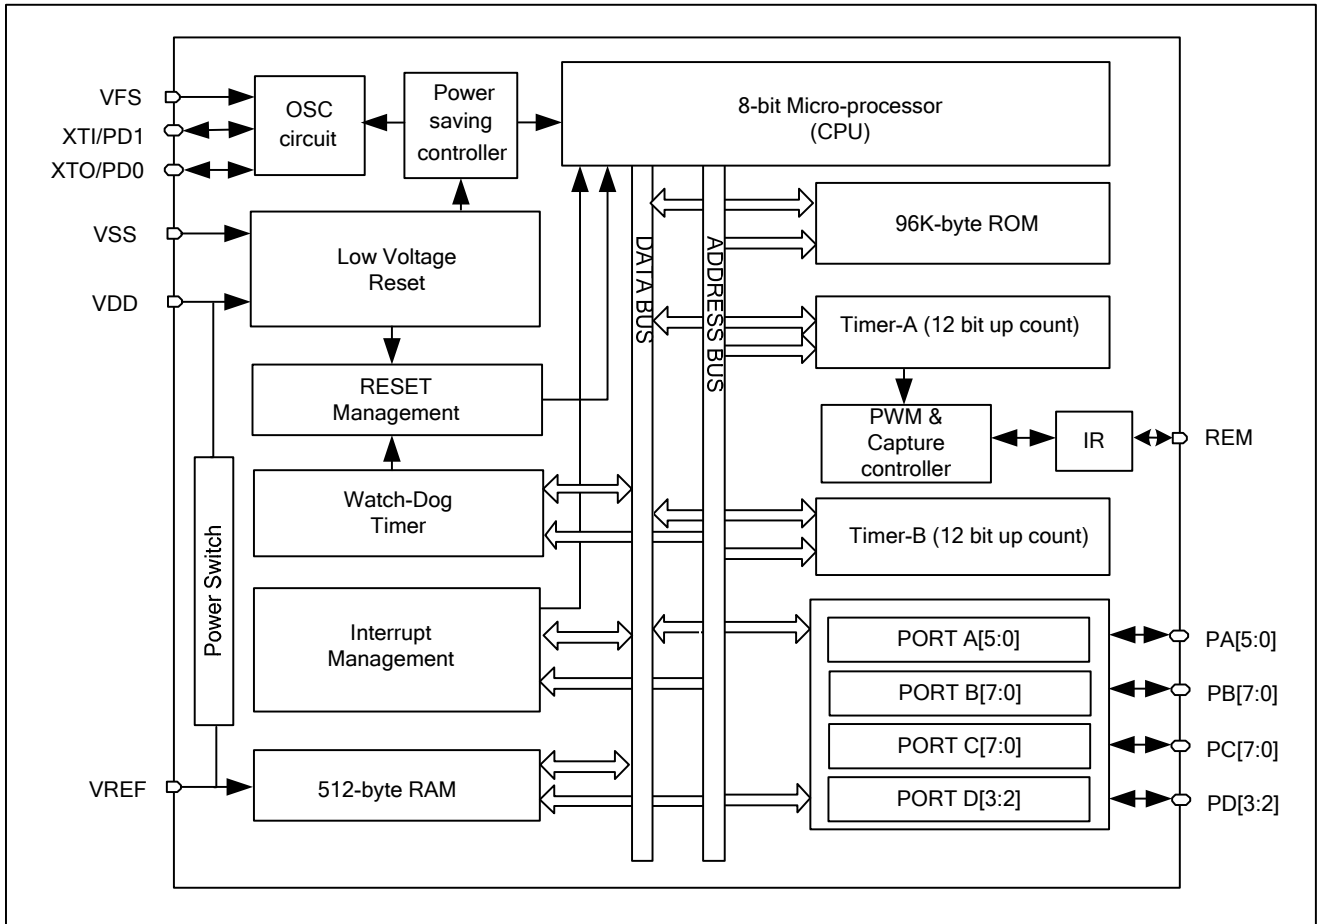 VFS
XTI/PD1
XTO/PD0
VSS
VDD
VREF
OSC
circuit
Power
saving
controller
8-bit Micro-processor
(CPU)
Low Voltage
Reset
RESET
Management
Watch-Dog
Timer
Interrupt
Management
512-byte RAM
Power Switch
DATA BUS
ADDRESS BUS
96K-byte ROM
Timer-A (12 bit up count)
PWM &
Capture
controller
IR
REM
Timer-B (12 bit up count)
PORT A[5:0]
PORT B[7:0]
PORT C[7:0]
PORT D[3:2]
PA[5:0]
PB[7:0]
PC[7:0]
PD[3:2]